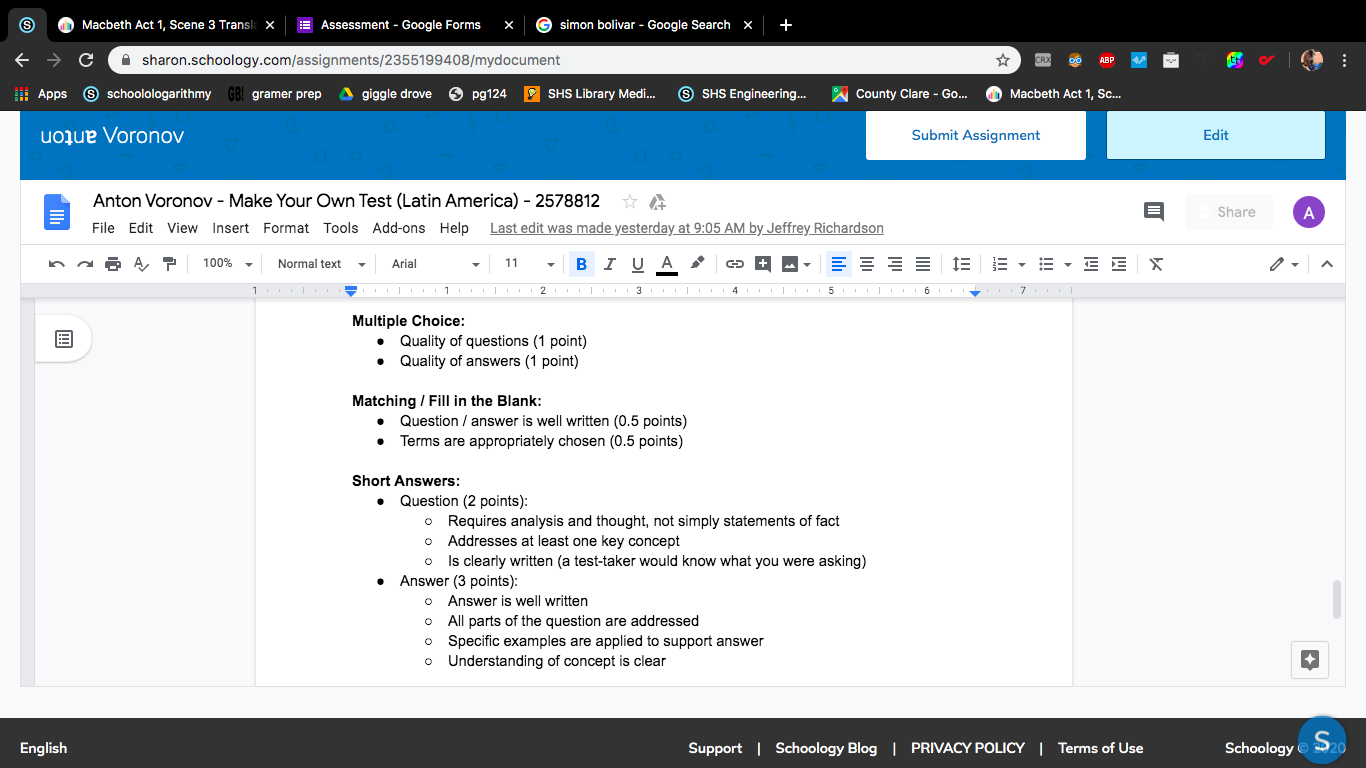 Macbeth Act 1, Scene 3 Transl
Assessment - Google Forms
simon bolivar - Google Search
sharon.schoology.com/assignments/2355199408/mydocument
CRX
ABP
Apps
schoolologarithmy
GB!
gramer prep
giggle drove
pg124
SHS Library Medi...
SHS Engineering...
County Clare - Go...
Macbeth Act 1, Sc...
anton Voronov
Submit Assignment
Edit
Anton Voronov - Make Your Own Test (Latin America) - 2578812
File Edit View Insert Format Tools Add-ons Help Last edit was made yesterday at 9:05 AM by Jeffrey Richardson
Share
A
100% Normal text Arial 11 B I U A
1 1 2 3 4 5 6 7
Multiple Choice:
● Quality of questions (1 point)
● Quality of answers (1 point)
Matching / Fill in the Blank:
● Question / answer is well written (0.5 points)
● Terms are appropriately chosen (0.5 points)
Short Answers:
● Question (2 points):
○ Requires analysis and thought, not simply statements of fact
○ Addresses at least one key concept
○ Is clearly written (a test-taker would know what you were asking)
● Answer (3 points):
○ Answer is well written
○ All parts of the question are addressed
○ Specific examples are applied to support answer
○ Understanding of concept is clear
English
Support | Schoology Blog | PRIVACY POLICY | Terms of Use
Schoology © 2020
S